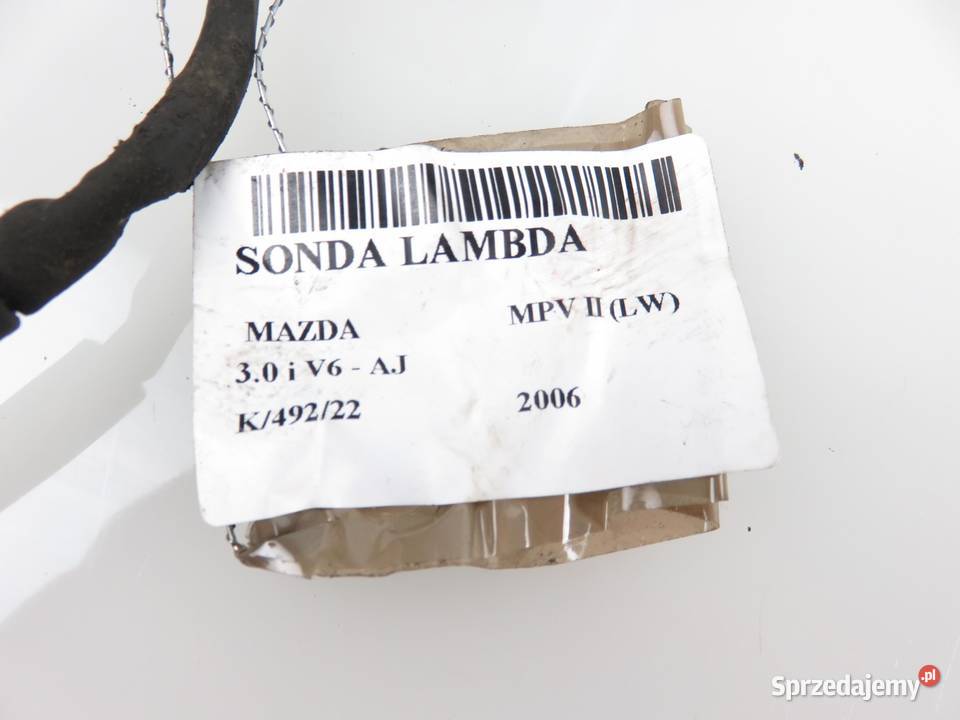 SONDA LAMBDA
MAZDA MPV II (LW)
3.0 i V6 - AJ
K/492/22 2006
Sprzedajemy.pl